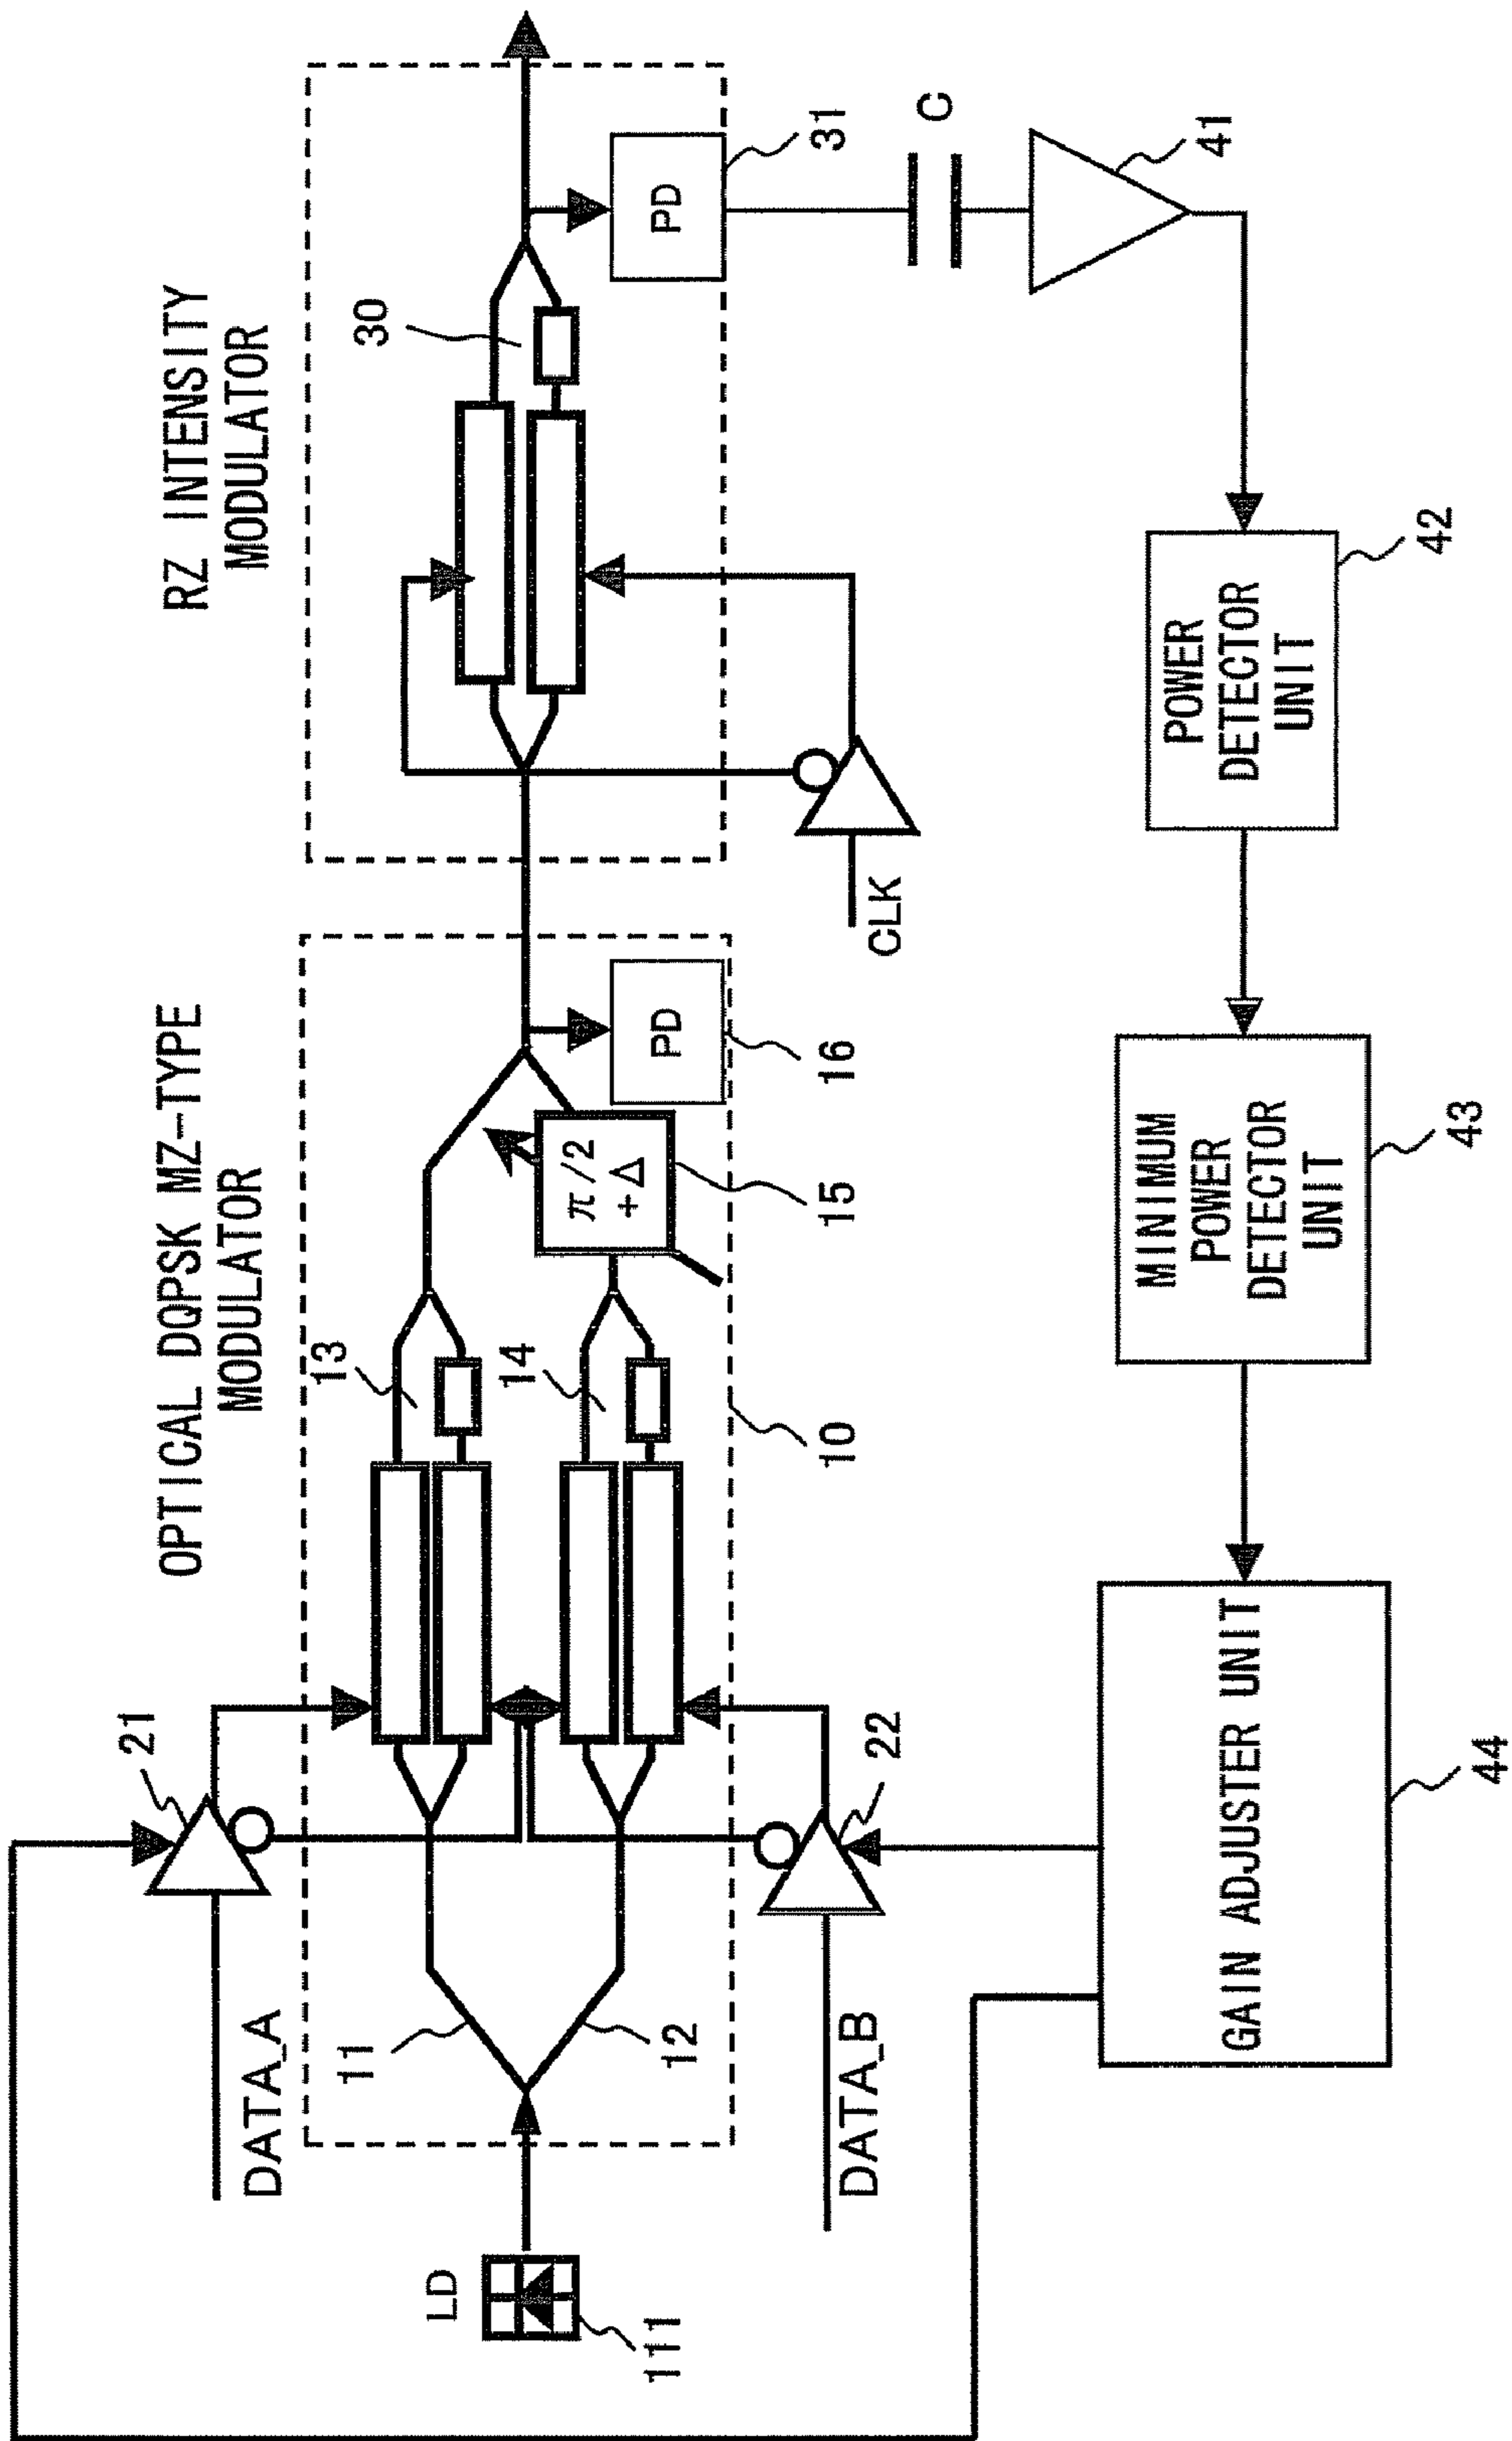 OPTICAL DQPSK MZ-TYPE
MODULATOR
RZ INTENSITY
MODULATOR
21
DATA_A
13
30
11
14
LD
111
12
π/2
+Δ
15
PD
16
PD
31
10
DATA_B
22
CLK
C
41
GAIN ADJUSTER UNIT
44
MINIMUM
POWER
DETECTOR
UNIT
43
POWER
DETECTOR
UNIT
42